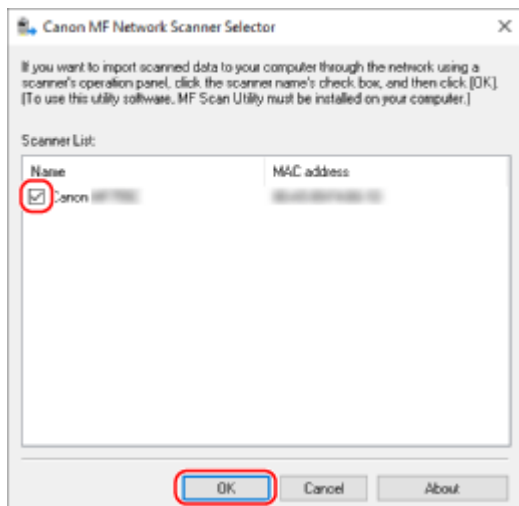 Canon MF Network Scanner Selector
If you want to import scanned data to your computer through the network using a
scanner's operation panel, click the scanner name's check box, and then click [OK].
(To use this utility software, MF Scan Utility must be installed on your computer.)
Scanner List:
Name MAC address
Canon
OK Cancel About